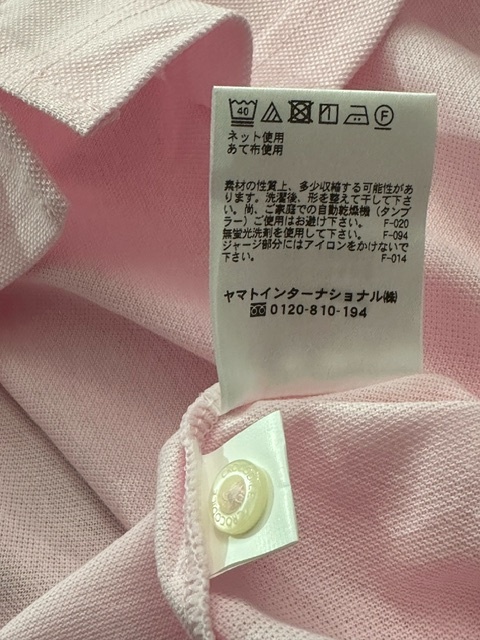 40 F
ネット使用
あて布使用
素材の性質上、多少収縮する可能性があ
ります。洗濯後、形を整えて干して下さ
い。尚、ご家庭での自動乾燥機（タンブ
ラー）ご使用はお避け下さい。 F-020
無蛍光洗剤を使用して下さい。 F-094
ジャージ部分にはアイロンをかけないで
下さい。 F-014
ヤマトインターナショナル㈱
0120-810-194